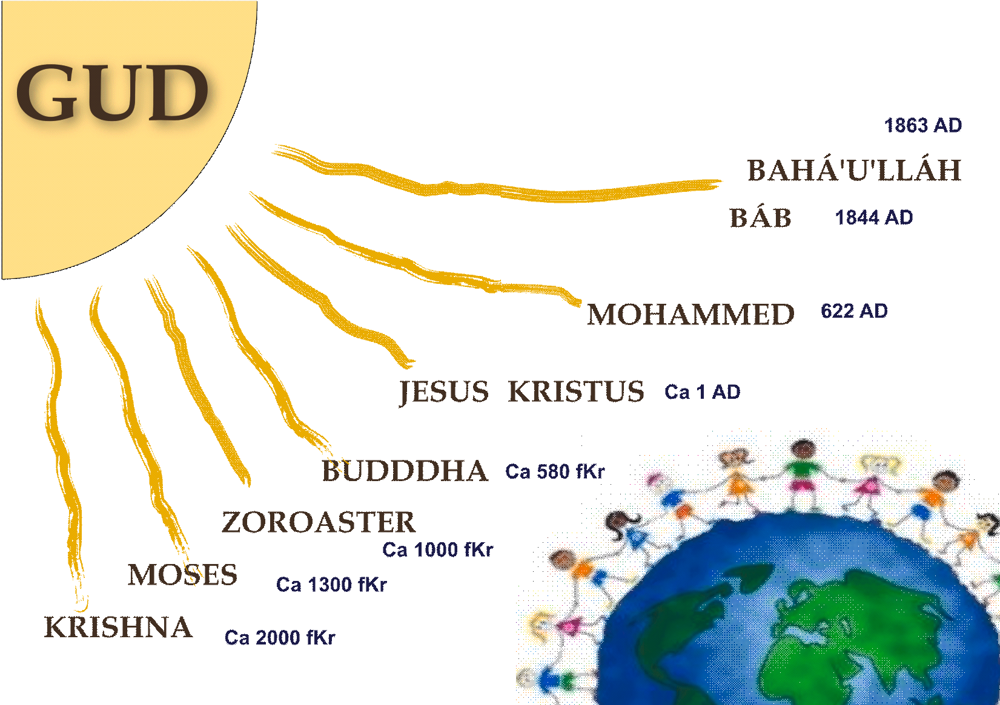 GUD
1863 AD
BAHÁ'U'LLÁH
BÁB 1844 AD
MOHAMMED 622 AD
JESUS KRISTUS Ca 1 AD
BUDDDHA Ca 580 fKr
ZOROASTER
Ca 1000 fKr
MOSES Ca 1300 fKr
KRISHNA Ca 2000 fKr